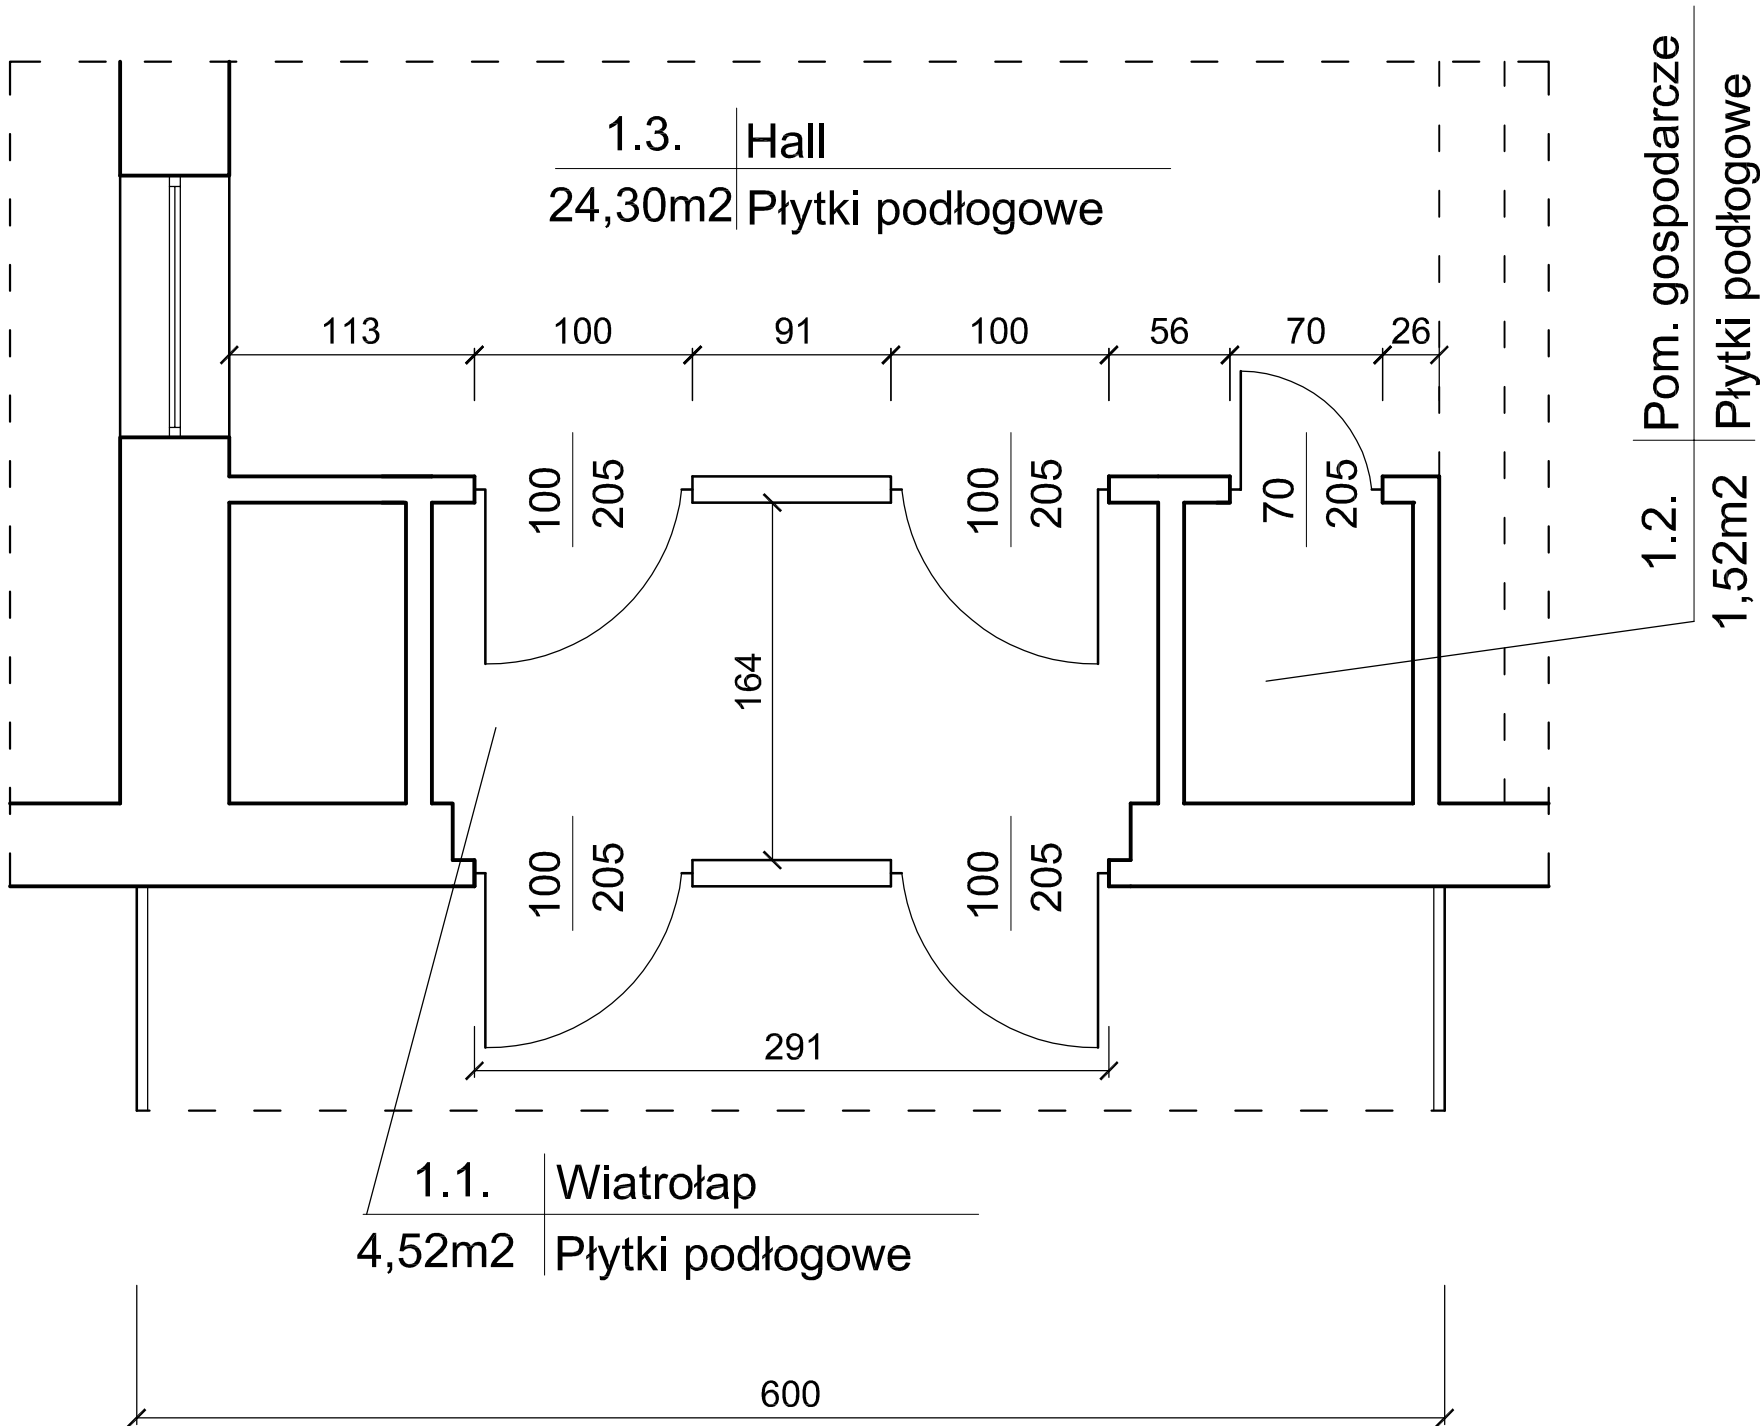 1.3. Hall
24,30m2 Płytki podłogowe
1.2. Pom. gospodarcze
1,52m2 Płytki podłogowe
113 100 91 100 56 70 26
100
205
100
205
70
205
164
100
205
100
205
291
1.1. Wiatrołap
4,52m2 Płytki podłogowe
600